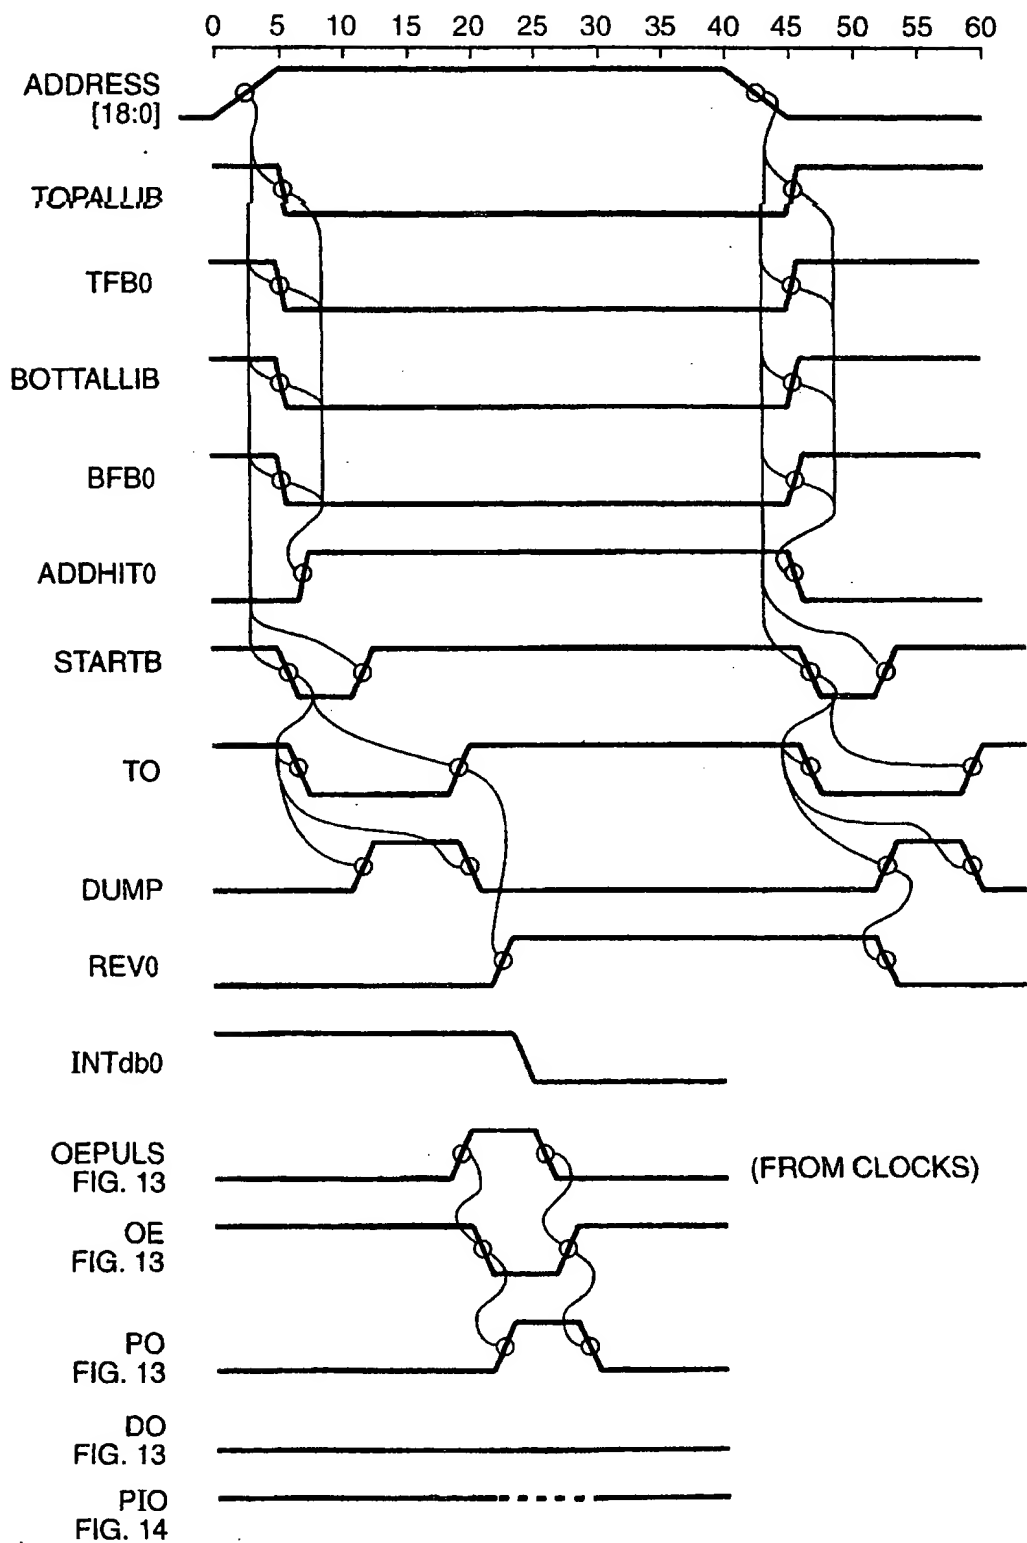 0 5 10 15 20 25 30 35 40 45 50 55 60
ADDRESS
[18:0]
TOPALLIB
TFB0
BOTTALLIB
BFB0
ADDHIT0
STARTB
TO
DUMP
REV0
INTdb0
OEPULS
FIG. 13
(FROM CLOCKS)
OE
FIG. 13
PO
FIG. 13
DO
FIG. 13
PIO
FIG. 14